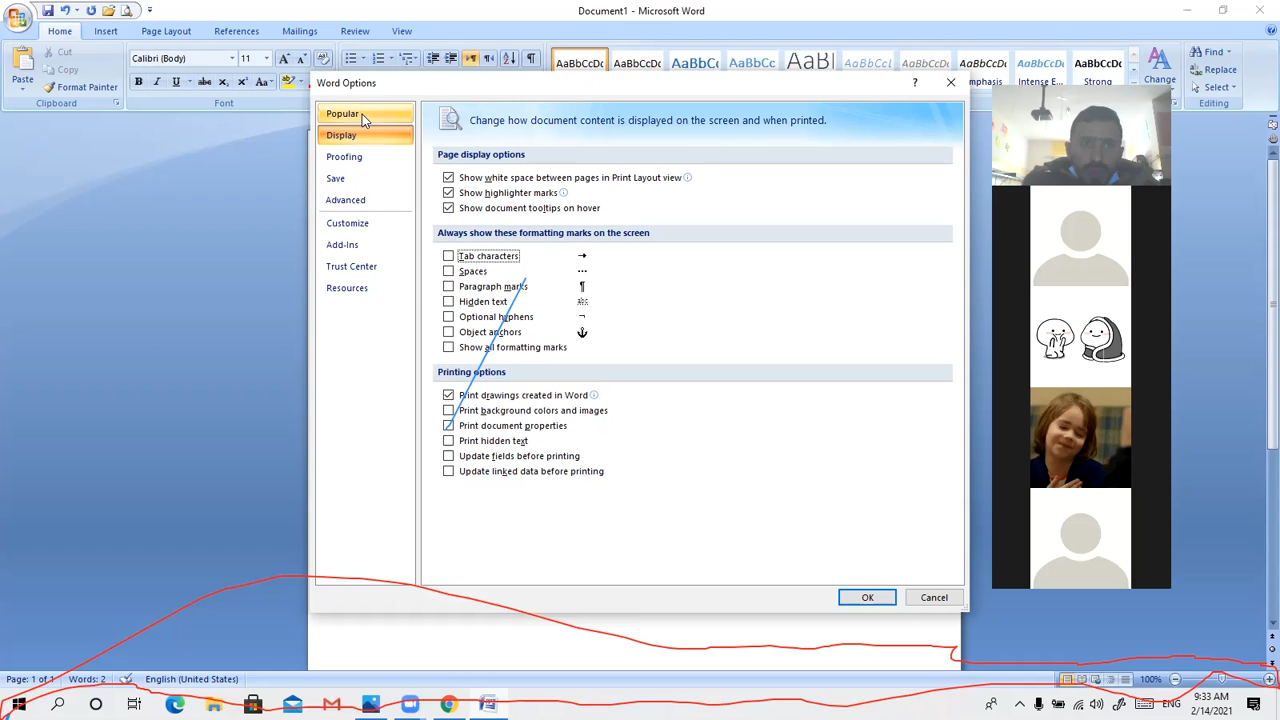 Document1 - Microsoft Word
Home Insert Page Layout References Mailings Review View
Cut
Copy
Paste
Format Painter
Clipboard
Calibri (Body) 11
B I U abc x₂ x² Aa ab
Font
AaBbCcDc AaBbCcDc AaBbCc AaBbCc AaBl AaBbCc. AaBbCcDc AaBbCcDc AaBbCcDc AaBbCcDc
Emphasis Intense E... Strong
Change
Find
Replace
Select
Editing
Word Options
Popular
Display
Proofing
Save
Advanced
Customize
Add-Ins
Trust Center
Resources
Change how document content is displayed on the screen and when printed.
Page display options
Show white space between pages in Print Layout view
Show highlighter marks
Show document tooltips on hover
Always show these formatting marks on the screen
Tab characters →
Spaces ...
Paragraph marks ¶
Hidden text abc
Optional hyphens ¬
Object anchors
Show all formatting marks
Printing options
Print drawings created in Word
Print background colors and images
Print document properties
Print hidden text
Update fields before printing
Update linked data before printing
OK Cancel
Page: 1 of 1 Words: 2 English (United States) 100%
ENG 9:33 AM
2/14/2021